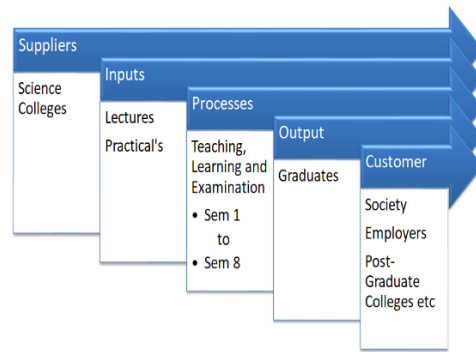 Suppliers
Science
Colleges
Inputs
Lectures
Practical's
Processes
Teaching,
Learning and
Examination
• Sem 1
to
• Sem 8
Output
Graduates
Customer
Society
Employers
Post-
Graduate
Colleges etc